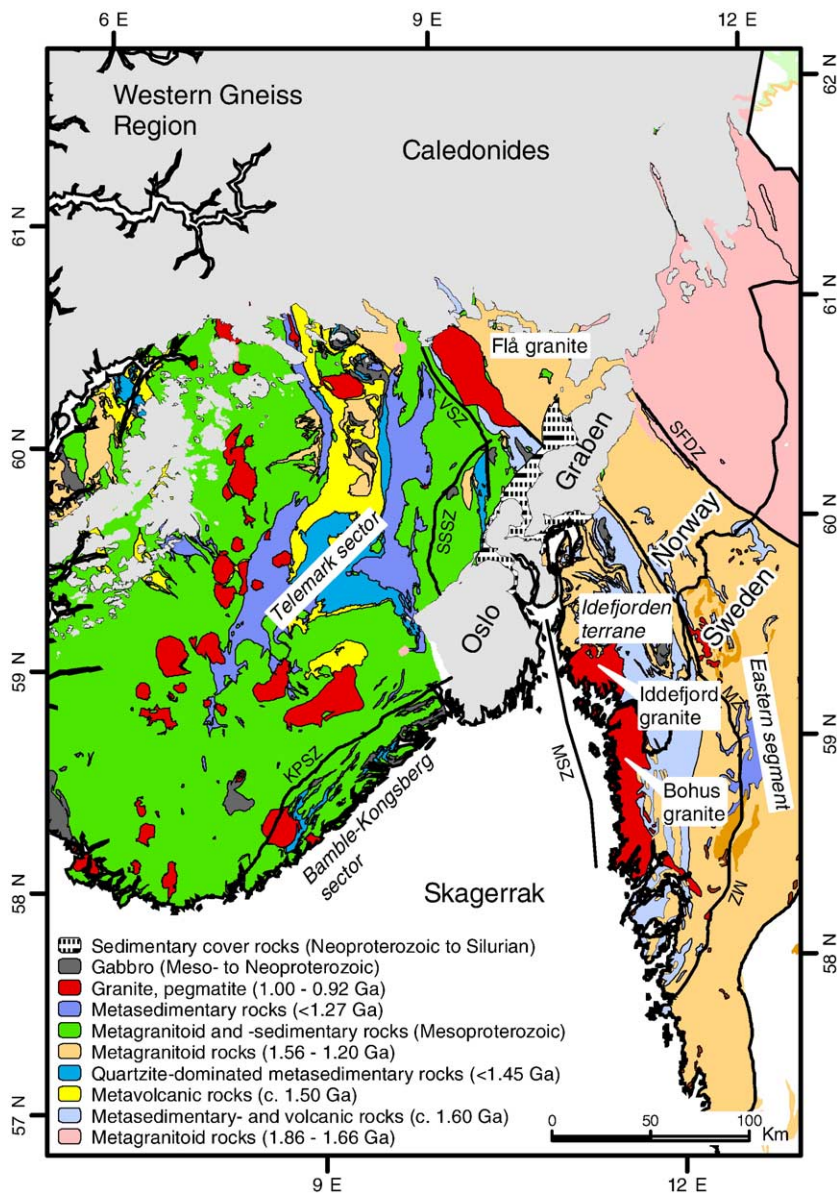 6 E
9 E
12 E
62 N
61 N
60 N
59 N
58 N
57 N
61 N
60 N
59 N
58 N
9 E
12 E
Western Gneiss
Region
Caledonides
Flå granite
VSZ
SFDZ
SSSZ
Graben
Norway
Sweden
Telemark sector
Oslo
Idefjorden
terrane
Iddefjord
granite
MZ
Eastern segment
KPSZ
MSZ
Bohus
granite
Bamble-Kongsberg
sector
Skagerrak
MZ
Sedimentary cover rocks (Neoproterozoic to Silurian)
Gabbro (Meso- to Neoproterozoic)
Granite, pegmatite (1.00 - 0.92 Ga)
Metasedimentary rocks (<1.27 Ga)
Metagranitoid and -sedimentary rocks (Mesoproterozoic)
Metagranitoid rocks (1.56 - 1.20 Ga)
Quartzite-dominated metasedimentary rocks (<1.45 Ga)
Metavolcanic rocks (c. 1.50 Ga)
Metasedimentary- and volcanic rocks (c. 1.60 Ga)
Metagranitoid rocks (1.86 - 1.66 Ga)
0 50 100
Km